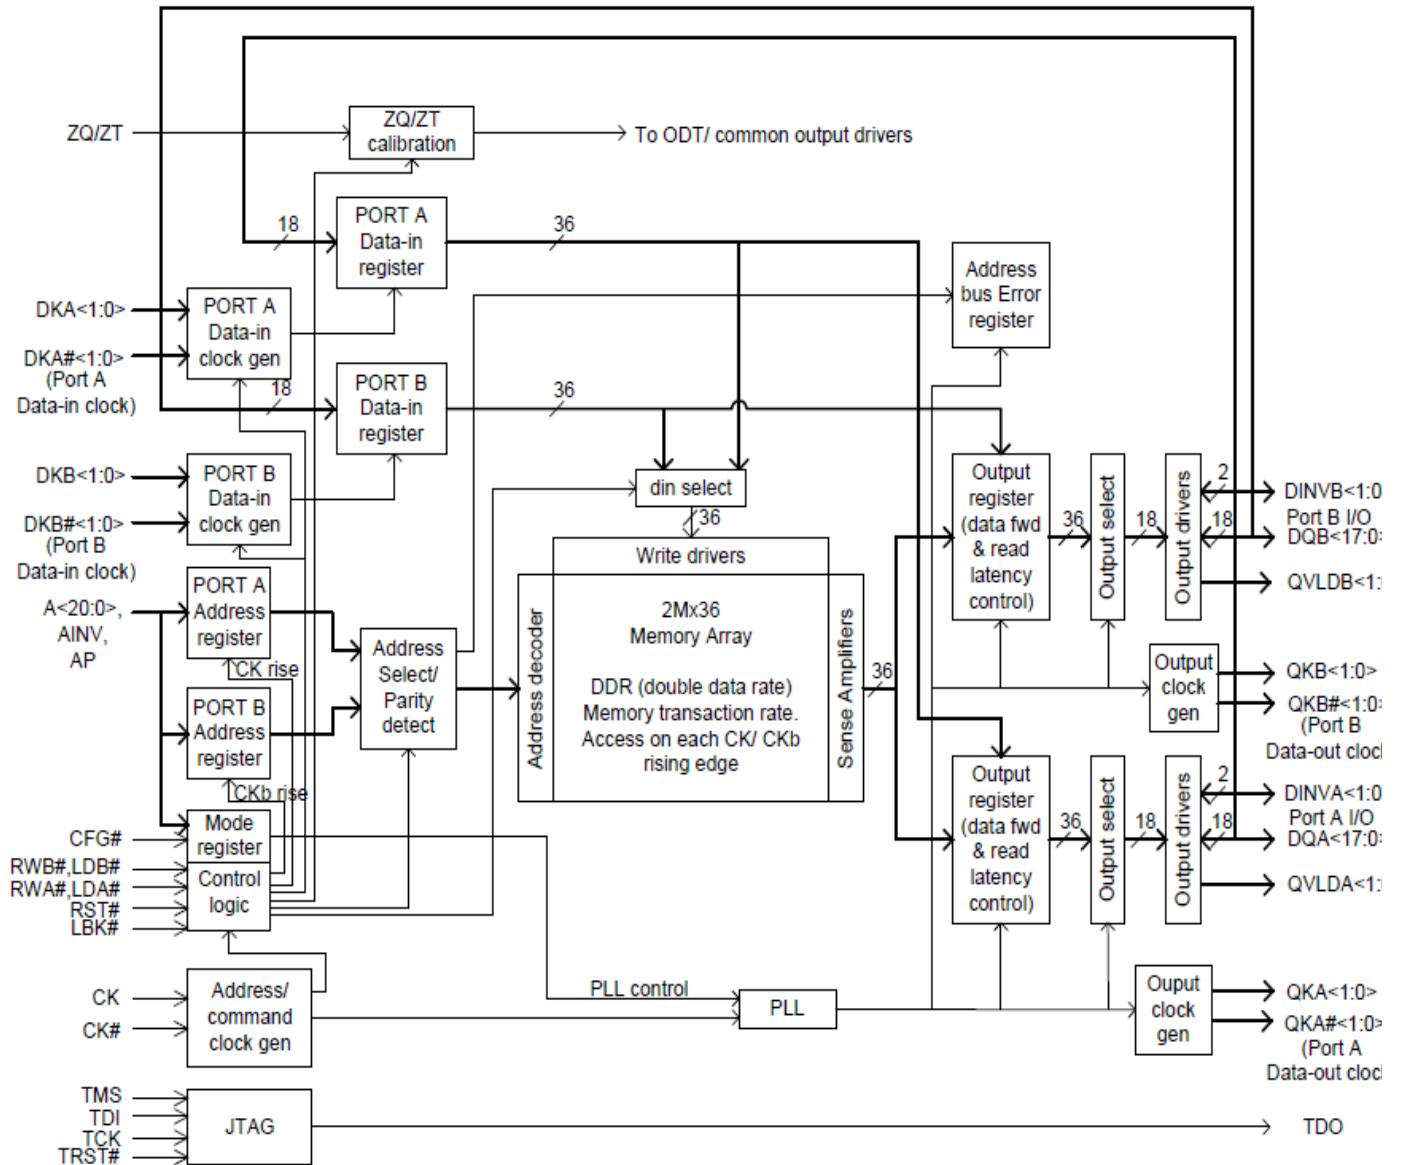 ZQ/ZT
ZQ/ZT
calibration
To ODT/ common output drivers
18
PORT A
Data-in
register
36
Address
bus Error
register
DKA<1:0>
DKA#<1:0>
(Port A
Data-in clock)
PORT A
Data-in
clock gen
18
PORT B
Data-in
register
36
DKB<1:0>
DKB#<1:0>
(Port B
Data-in clock)
PORT B
Data-in
clock gen
din select
36
Write drivers
Output
register
(data fwd
& read
latency
control)
36
Output select
18
Output drivers
2
18
DINVB<1:0
Port B I/O
DQB<17:0>
QVLDB<1:
A<20:0>,
AINV,
AP
PORT A
Address
register
CK rise
PORT B
Address
register
CKb rise
Address
Select/
Parity
detect
Address decoder
2Mx36
Memory Array
DDR (double data rate)
Memory transaction rate.
Access on each CK/ CKb
rising edge
Sense Amplifiers
36
Output
clock
gen
QKB<1:0>
QKB#<1:0>
(Port B
Data-out clock
Output
register
(data fwd
& read
latency
control)
36
Output select
18
Output drivers
2
18
DINVA<1:0
Port A I/O
DQA<17:0>
QVLDA<1:
CFG#
RWB#,LDB#
RWA#,LDA#
RST#
LBK#
Mode
register
Control
logic
CK
CK#
Address/
command
clock gen
PLL control
PLL
Ouput
clock
gen
QKA<1:0>
QKA#<1:0>
(Port A
Data-out clock
TMS
TDI
TCK
TRST#
JTAG
TDO